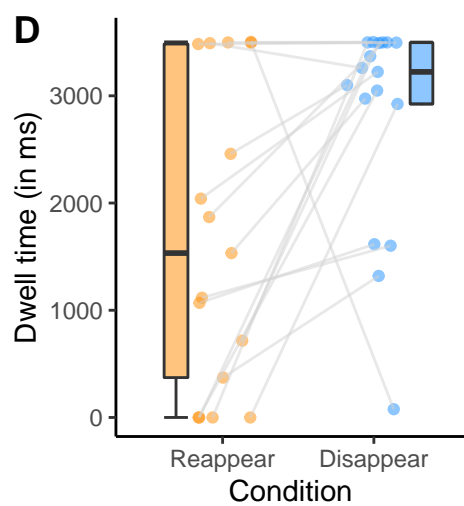 D
Dwell time (in ms)
3000
2000
1000
0
Reappear Disappear
Condition